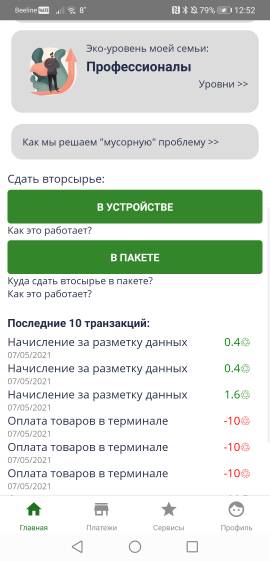 Beeline 8° 79% 12:52
Эко-уровень моей семьи:
Профессионалы
Уровни >>
Как мы решаем "мусорную" проблему >>
Сдать вторсырье:
В УСТРОЙСТВЕ
Как это работает?
В ПАКЕТЕ
Куда сдать втосырье в пакете?
Как это работает?
Последние 10 транзакций:
Начисление за разметку данных 0.4
07/05/2021
Начисление за разметку данных 0.4
07/05/2021
Начисление за разметку данных 1.6
07/05/2021
Оплата товаров в терминале -10
07/05/2021
Оплата товаров в терминале -10
07/05/2021
Оплата товаров в терминале -10
07/05/2021
Главная Платежи Сервисы Профиль